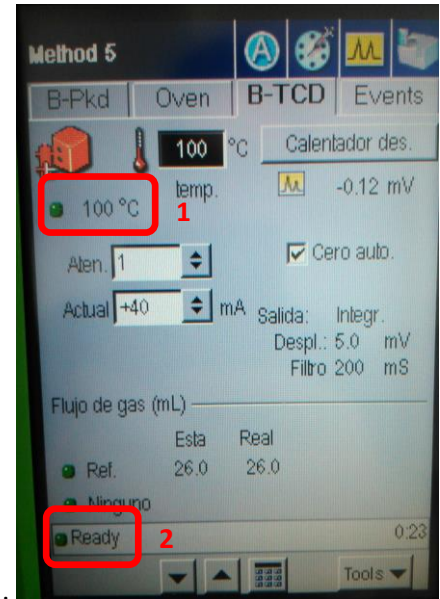 Method 5
B-Pkd Oven B-TCD Events
100 °C Calentador des.
temp. -0.12 mV
100 °C 1
Aten. 1 Cero auto.
Actual +40 mA Salida: Integr.
Despl.: 5.0 mV
Filtro 200 mS
Flujo de gas (mL)
Esta Real
Ref. 26.0 26.0
Ninguno
Ready 2 0:23
Tools